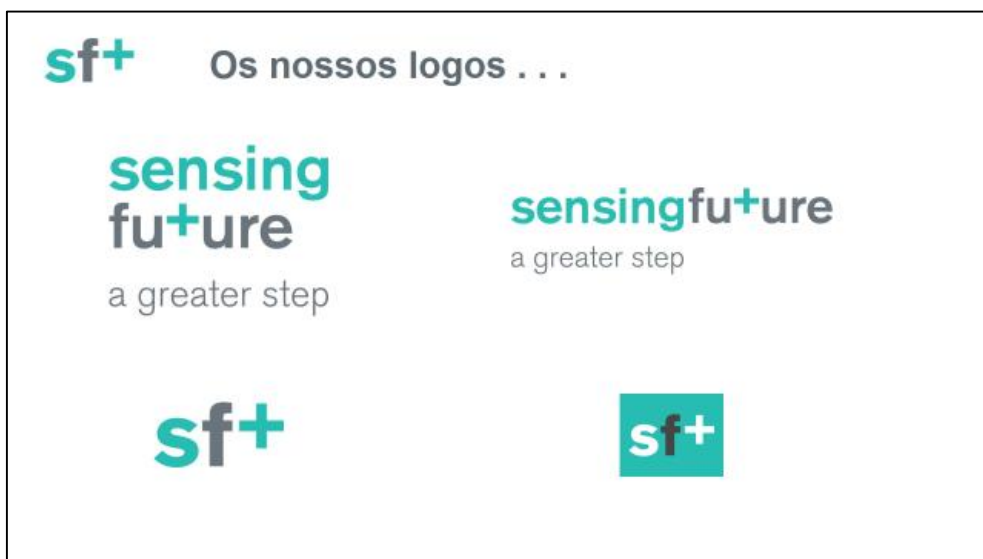 sf+
Os nossos logos . . .
sensing
fu+ure
a greater step
sensingfu+ure
a greater step
sf+
sf+